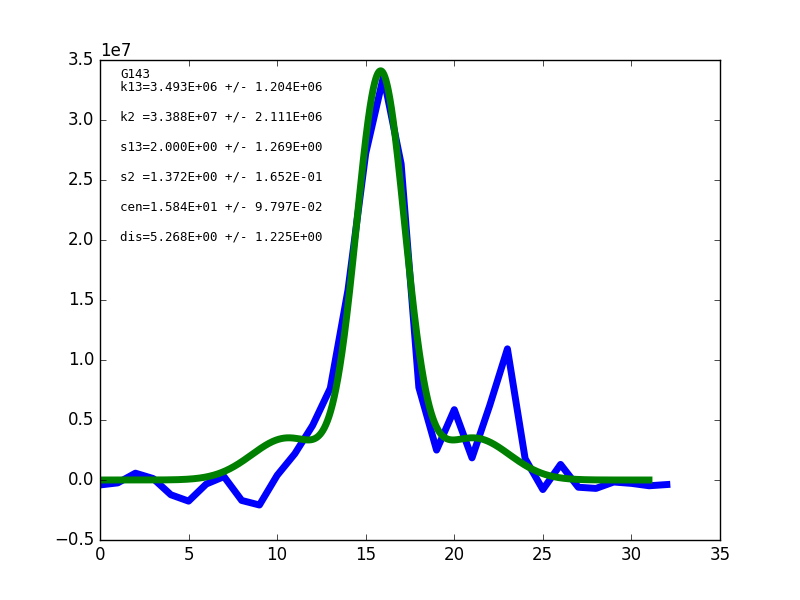 1e7
3.5
3.0
2.5
2.0
1.5
1.0
0.5
0.0
−0.5
G143
k13=3.493E+06 +/- 1.204E+06
k2 =3.388E+07 +/- 2.111E+06
s13=2.000E+00 +/- 1.269E+00
s2 =1.372E+00 +/- 1.652E-01
cen=1.584E+01 +/- 9.797E-02
dis=5.268E+00 +/- 1.225E+00
0 5 10 15 20 25 30 35